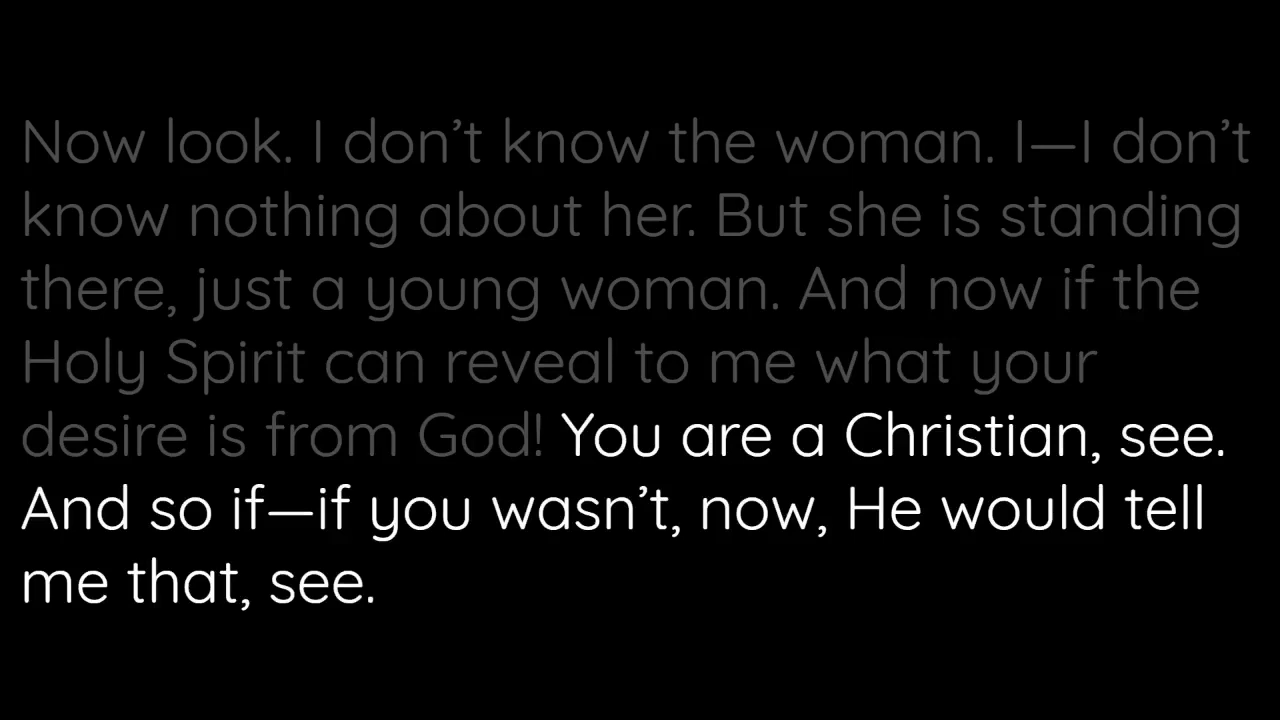 Now look. I don’t know the woman. I—I don’t
know nothing about her. But she is standing
there, just a young woman. And now if the
Holy Spirit can reveal to me what your
desire is from God! You are a Christian, see.
And so if—if you wasn’t, now, He would tell
me that, see.